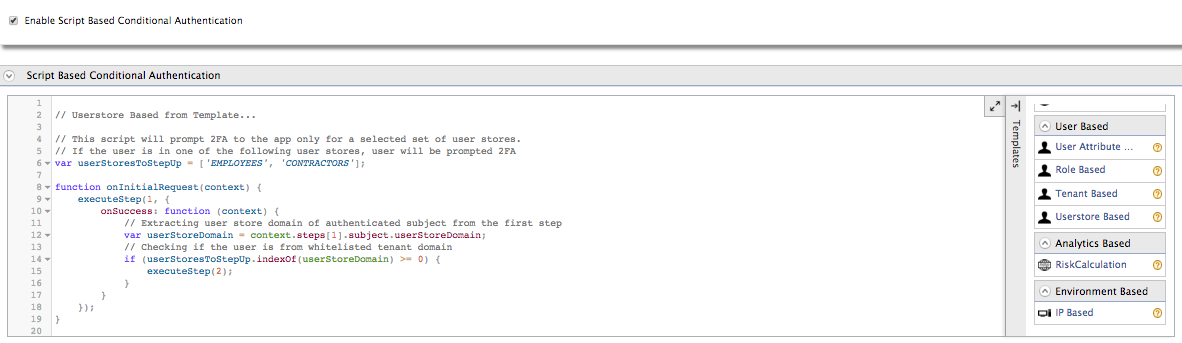 Enable Script Based Conditional Authentication
Script Based Conditional Authentication
1
2 // Userstore Based from Template...
3
4 // This script will prompt 2FA to the app only for a selected set of user stores.
5 // If the user is in one of the following user stores, user will be prompted 2FA
6 var userStoresToStepUp = ['EMPLOYEES', 'CONTRACTORS'];
7
8 function onInitialRequest(context) {
9 executeStep(1, {
10 onSuccess: function (context) {
11 // Extracting user store domain of authenticated subject from the first step
12 var userStoreDomain = context.steps[1].subject.userStoreDomain;
13 // Checking if the user is from whitelisted tenant domain
14 if (userStoresToStepUp.indexOf(userStoreDomain) >= 0) {
15 executeStep(2);
16 }
17 }
18 });
19 }
20
Templates
User Based
User Attribute ...
Role Based
Tenant Based
Userstore Based
Analytics Based
RiskCalculation
Environment Based
IP Based